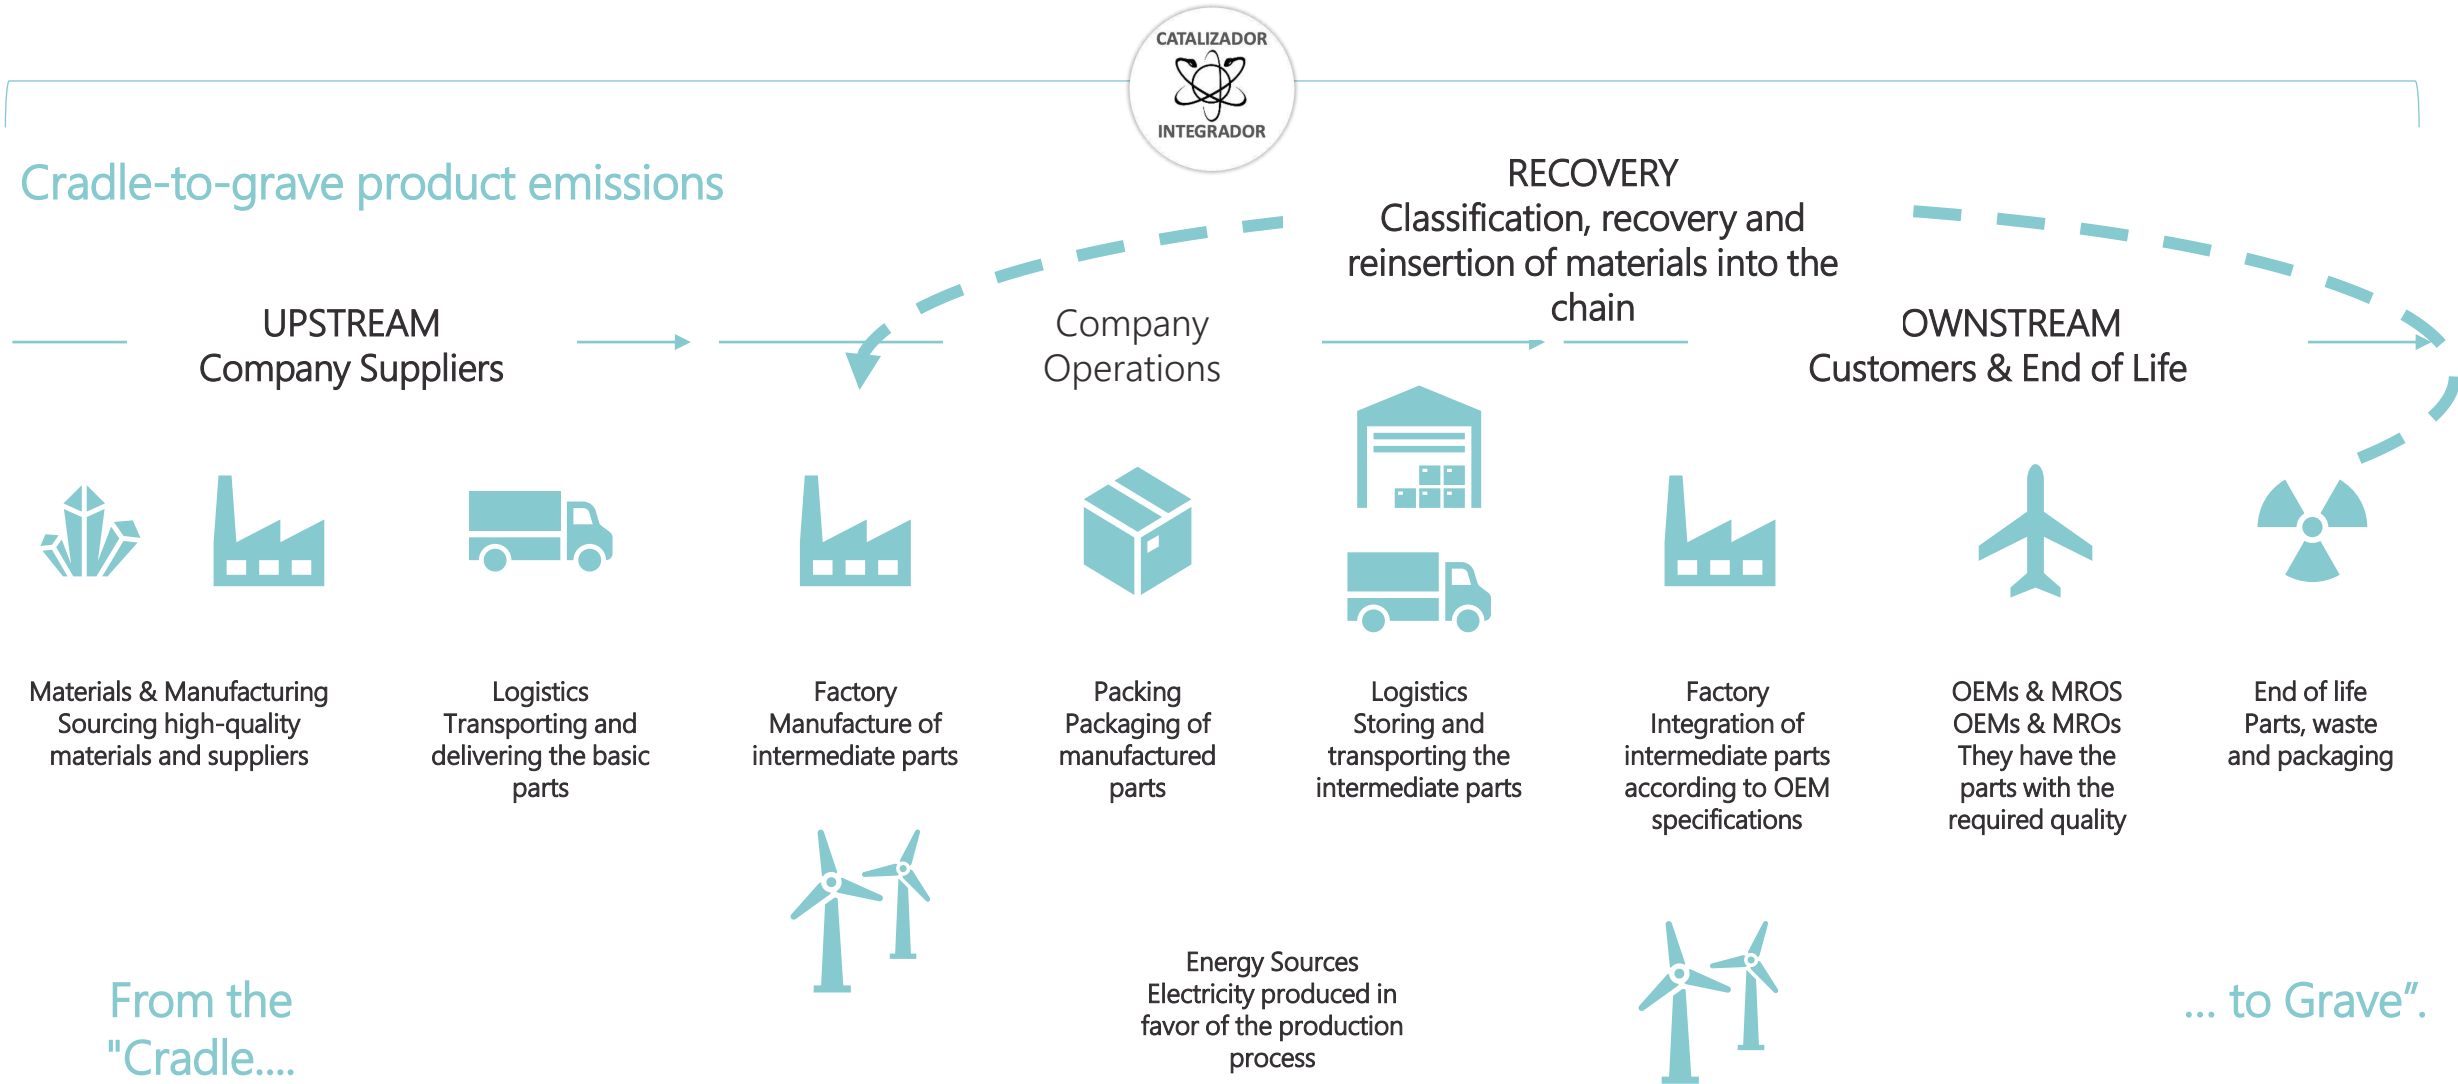 CATALIZADOR
INTEGRADOR
Cradle-to-grave product emissions
RECOVERY
Classification, recovery and
reinsertion of materials into the
chain
UPSTREAM
Company Suppliers
Company
Operations
OWNSTREAM
Customers & End of Life
Materials & Manufacturing
Sourcing high-quality
materials and suppliers
Logistics
Transporting and
delivering the basic
parts
Factory
Manufacture of
intermediate parts
Packing
Packaging of
manufactured
parts
Logistics
Storing and
transporting the
intermediate parts
Factory
Integration of
intermediate parts
according to OEM
specifications
OEMs & MROS
OEMs & MROs
They have the
parts with the
required quality
End of life
Parts, waste
and packaging
Energy Sources
Electricity produced in
favor of the production
process
From the
"Cradle....
... to Grave”.